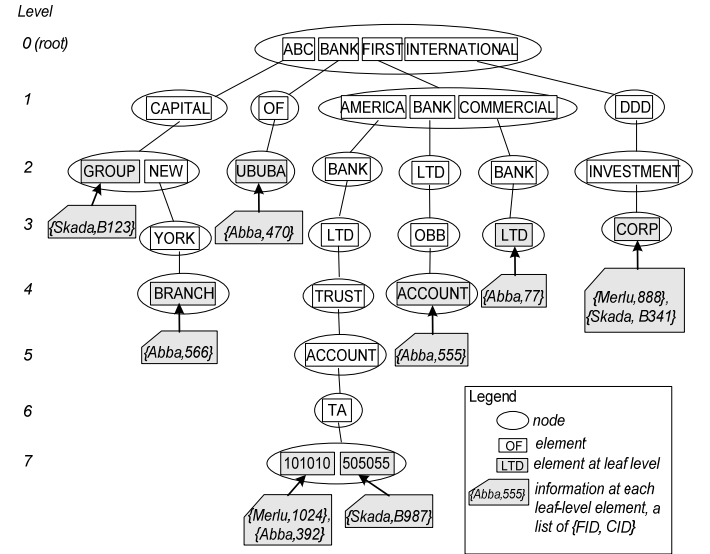 Level
0 (root)
ABC BANK FIRST INTERNATIONAL
1
CAPITAL OF AMERICA BANK COMMERCIAL DDD
2
GROUP NEW UBUBA BANK LTD BANK INVESTMENT
3
{Skada,B123} YORK {Abba,470} LTD OBB LTD CORP
4
BRANCH TRUST ACCOUNT {Abba,77} {Merlu,888},
{Skada, B341}
5
{Abba,566} ACCOUNT {Abba,555}
6
TA
7
101010 505055
{Merlu,1024},
{Abba,392}
{Skada,B987}
Legend
node
OF element
LTD element at leaf level
{Abba,555} information at each
leaf-level element, a
list of {FID, CID}